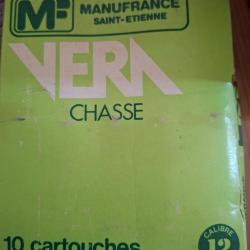 MF MANUFRANCE
SAINT-ETIENNE
VERA
CHASSE
10 cartouches
CALIBRE
12